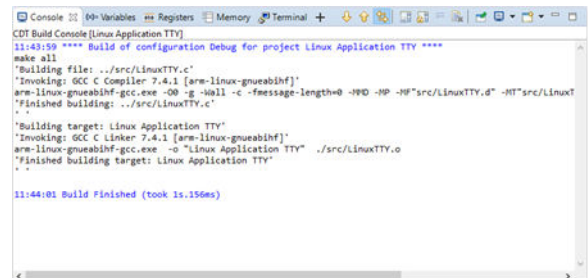 Console Variables Registers Memory Terminal
CDT Build Console [Linux Application TTY]
11:43:59 **** Build of configuration Debug for project Linux Application TTY ****
make all
'Building file: ../src/LinuxTTY.c'
'Invoking: GCC C Compiler 7.4.1 [arm-linux-gnueabihf]'
arm-linux-gnueabihf-gcc.exe -O0 -g -Wall -c -fmessage-length=0 -MMD -MP -MF"src/LinuxTTY.d" -MT"src/LinuxT
'Finished building: ../src/LinuxTTY.c'
' '
'Building target: Linux Application TTY'
'Invoking: GCC C Linker 7.4.1 [arm-linux-gnueabihf]'
arm-linux-gnueabihf-gcc.exe -o "Linux Application TTY" ./src/LinuxTTY.o
'Finished building target: Linux Application TTY'
' '
11:44:01 Build Finished (took 1s.156ms)